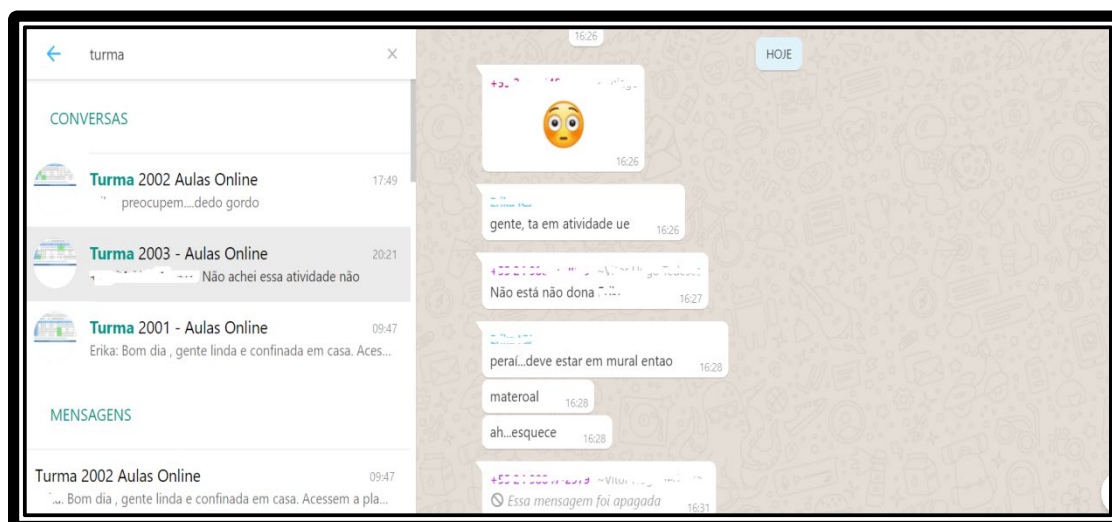 turma
CONVERSAS
Turma 2002 Aulas Online 17:49
preocupem....dedo gordo
Turma 2003 - Aulas Online 20:21
Não achei essa atividade não
Turma 2001 - Aulas Online 09:47
Erika: Bom dia , gente linda e confinada em casa. Aces...
MENSAGENS
Turma 2002 Aulas Online 09:47
Bom dia , gente linda e confinada em casa. Acessem a pla...
16:26
HOJE
16:26
gente, ta em atividade ue 16:26
Não está não dona
16:27
peraí...deve estar em mural entao 16:28
materoal 16:28
ah...esquece 16:28
Essa mensagem foi apagada 16:31